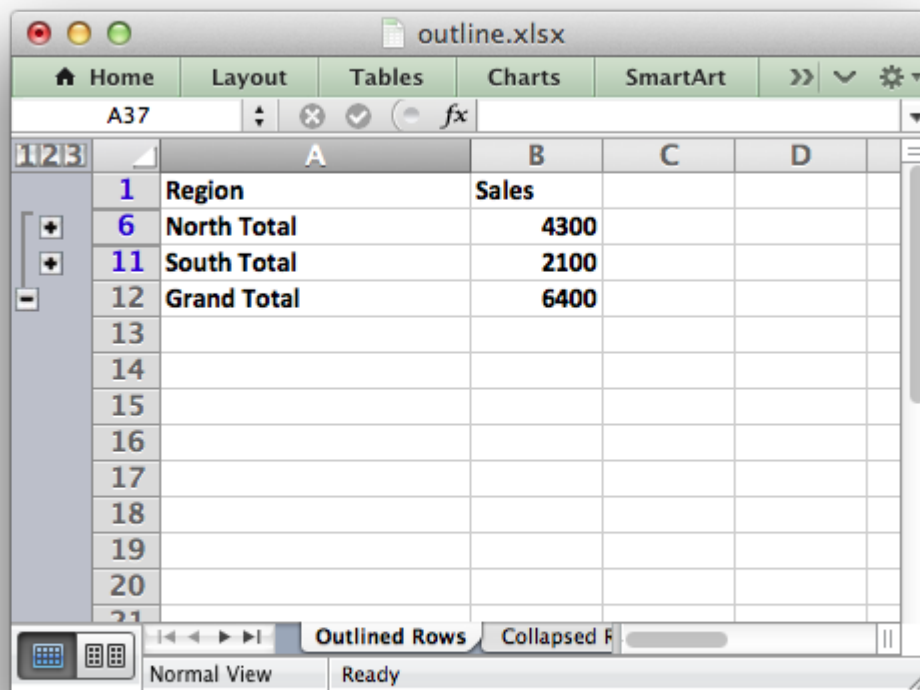 outline.xlsx
Home Layout Tables Charts SmartArt
A37 fx
1 2 3 A B C D
1 Region Sales
6 North Total 4300
11 South Total 2100
12 Grand Total 6400
13
14
15
16
17
18
19
20
21
Outlined Rows Collapsed R
Normal View Ready